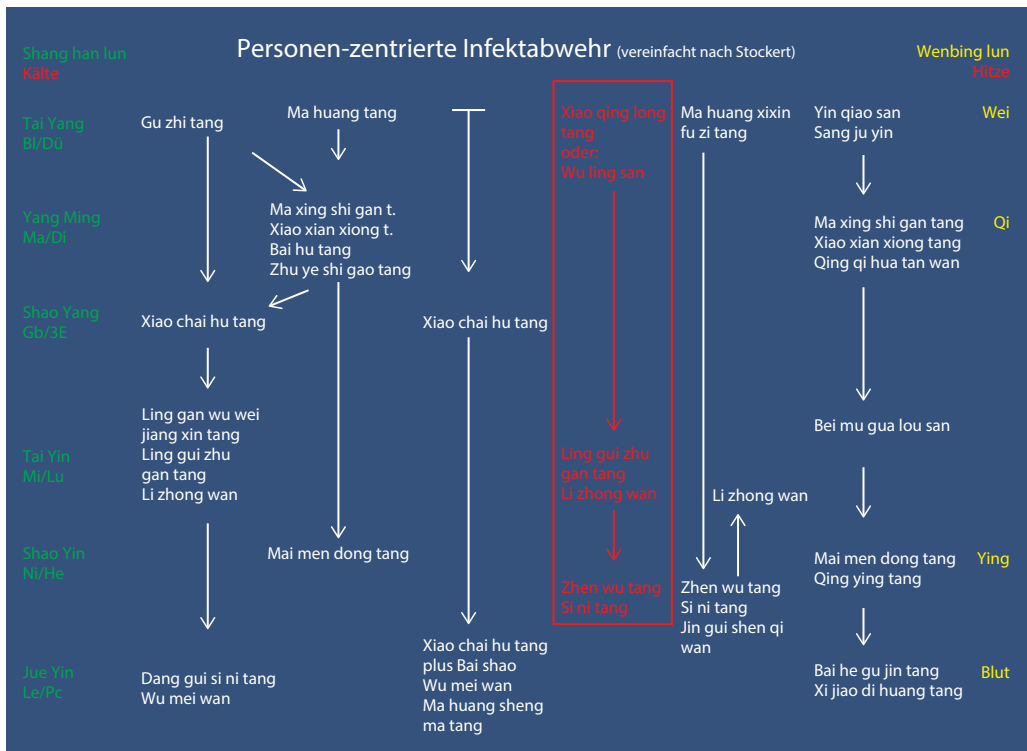 Personen-zentrierte Infektabwehr (vereinfacht nach Stockert)
Shang han lun
Kälte
Wenbing lun
Hitze
Tai Yang
Bl/Dü
Gu zhi tang
Ma huang tang
Xiao qing long
tang
oder:
Wu ling san
Ma huang xixin
fu zi tang
Yin qiao san
Sang ju yin
Wei
Yang Ming
Ma/Di
Ma xing shi gan t.
Xiao xian xiong t.
Bai hu tang
Zhu ye shi gao tang
Ma xing shi gan tang
Xiao xian xiong tang
Qing qi hua tan wan
Qi
Shao Yang
Gb/3E
Xiao chai hu tang
Xiao chai hu tang
Tai Yin
Mi/Lu
Ling gan wu wei
jiang xin tang
Ling gui zhu
gan tang
Li zhong wan
Ling gui zhu
gan tang
Li zhong wan
Li zhong wan
Bei mu gua lou san
Shao Yin
Ni/He
Mai men dong tang
Zhen wu tang
Si ni tang
Zhen wu tang
Si ni tang
Jin gui shen qi
wan
Mai men dong tang
Qing ying tang
Ying
Jue Yin
Le/Pc
Dang gui si ni tang
Wu mei wan
Xiao chai hu tang
plus Bai shao
Wu mei wan
Ma huang sheng
ma tang
Bai he gu jin tang
Xi jiao di huang tang
Blut